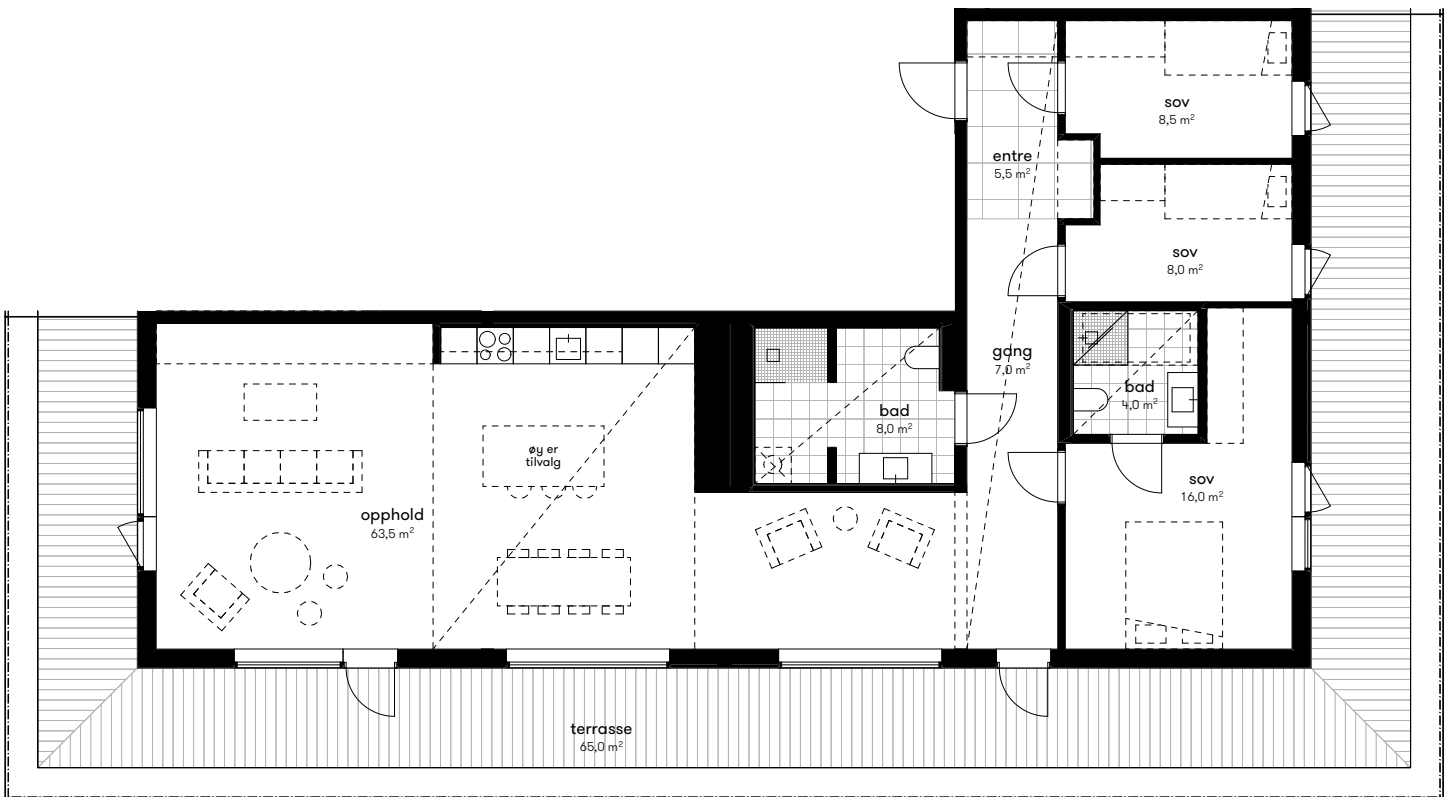 sov
8,5 m²
entre
5,5 m²
sov
8,0 m²
gang
7,0 m²
bad
4,0 m²
bad
8,0 m²
øy er
tilvalg
sov
16,0 m²
opphold
63,5 m²
terrasse
65,0 m²